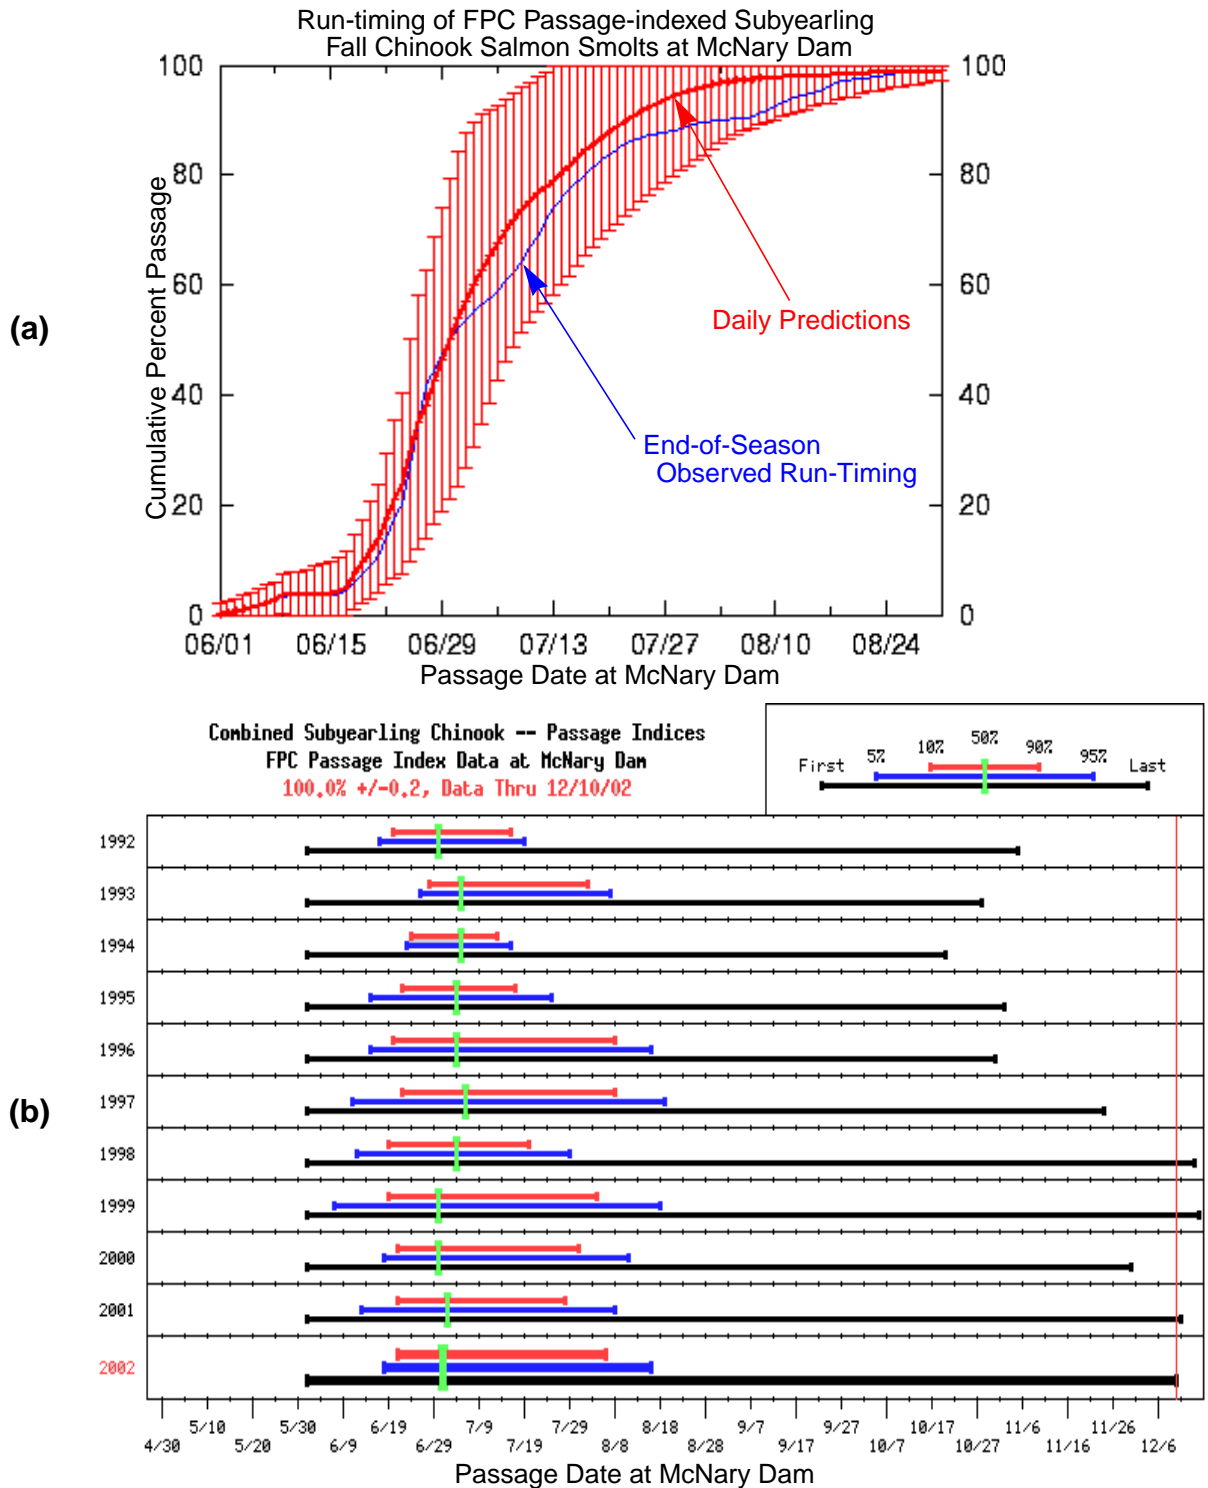 Run-timing of FPC Passage-indexed Subyearling
Fall Chinook Salmon Smolts at McNary Dam
100 100
80 80
60 60
40 40
20 20
0 0
Cumulative Percent Passage
(a)
Daily Predictions
End-of-Season
Observed Run-Timing
06/01 06/15 06/29 07/13 07/27 08/10 08/24
Passage Date at McNary Dam
Combined Subyearling Chinook -- Passage Indices
FPC Passage Index Data at McNary Dam
100.0% +/-0.2, Data Thru 12/10/02
50%
10% 90%
5% 95%
First Last
1992
1993
1994
1995
1996
1997
1998
1999
2000
2001
2002
(b)
5/10 5/30 6/19 7/9 7/29 8/18 9/7 9/27 10/17 11/6 11/26
4/30 5/20 6/9 6/29 7/19 8/8 8/28 9/17 10/7 10/27 11/16 12/6
Passage Date at McNary Dam